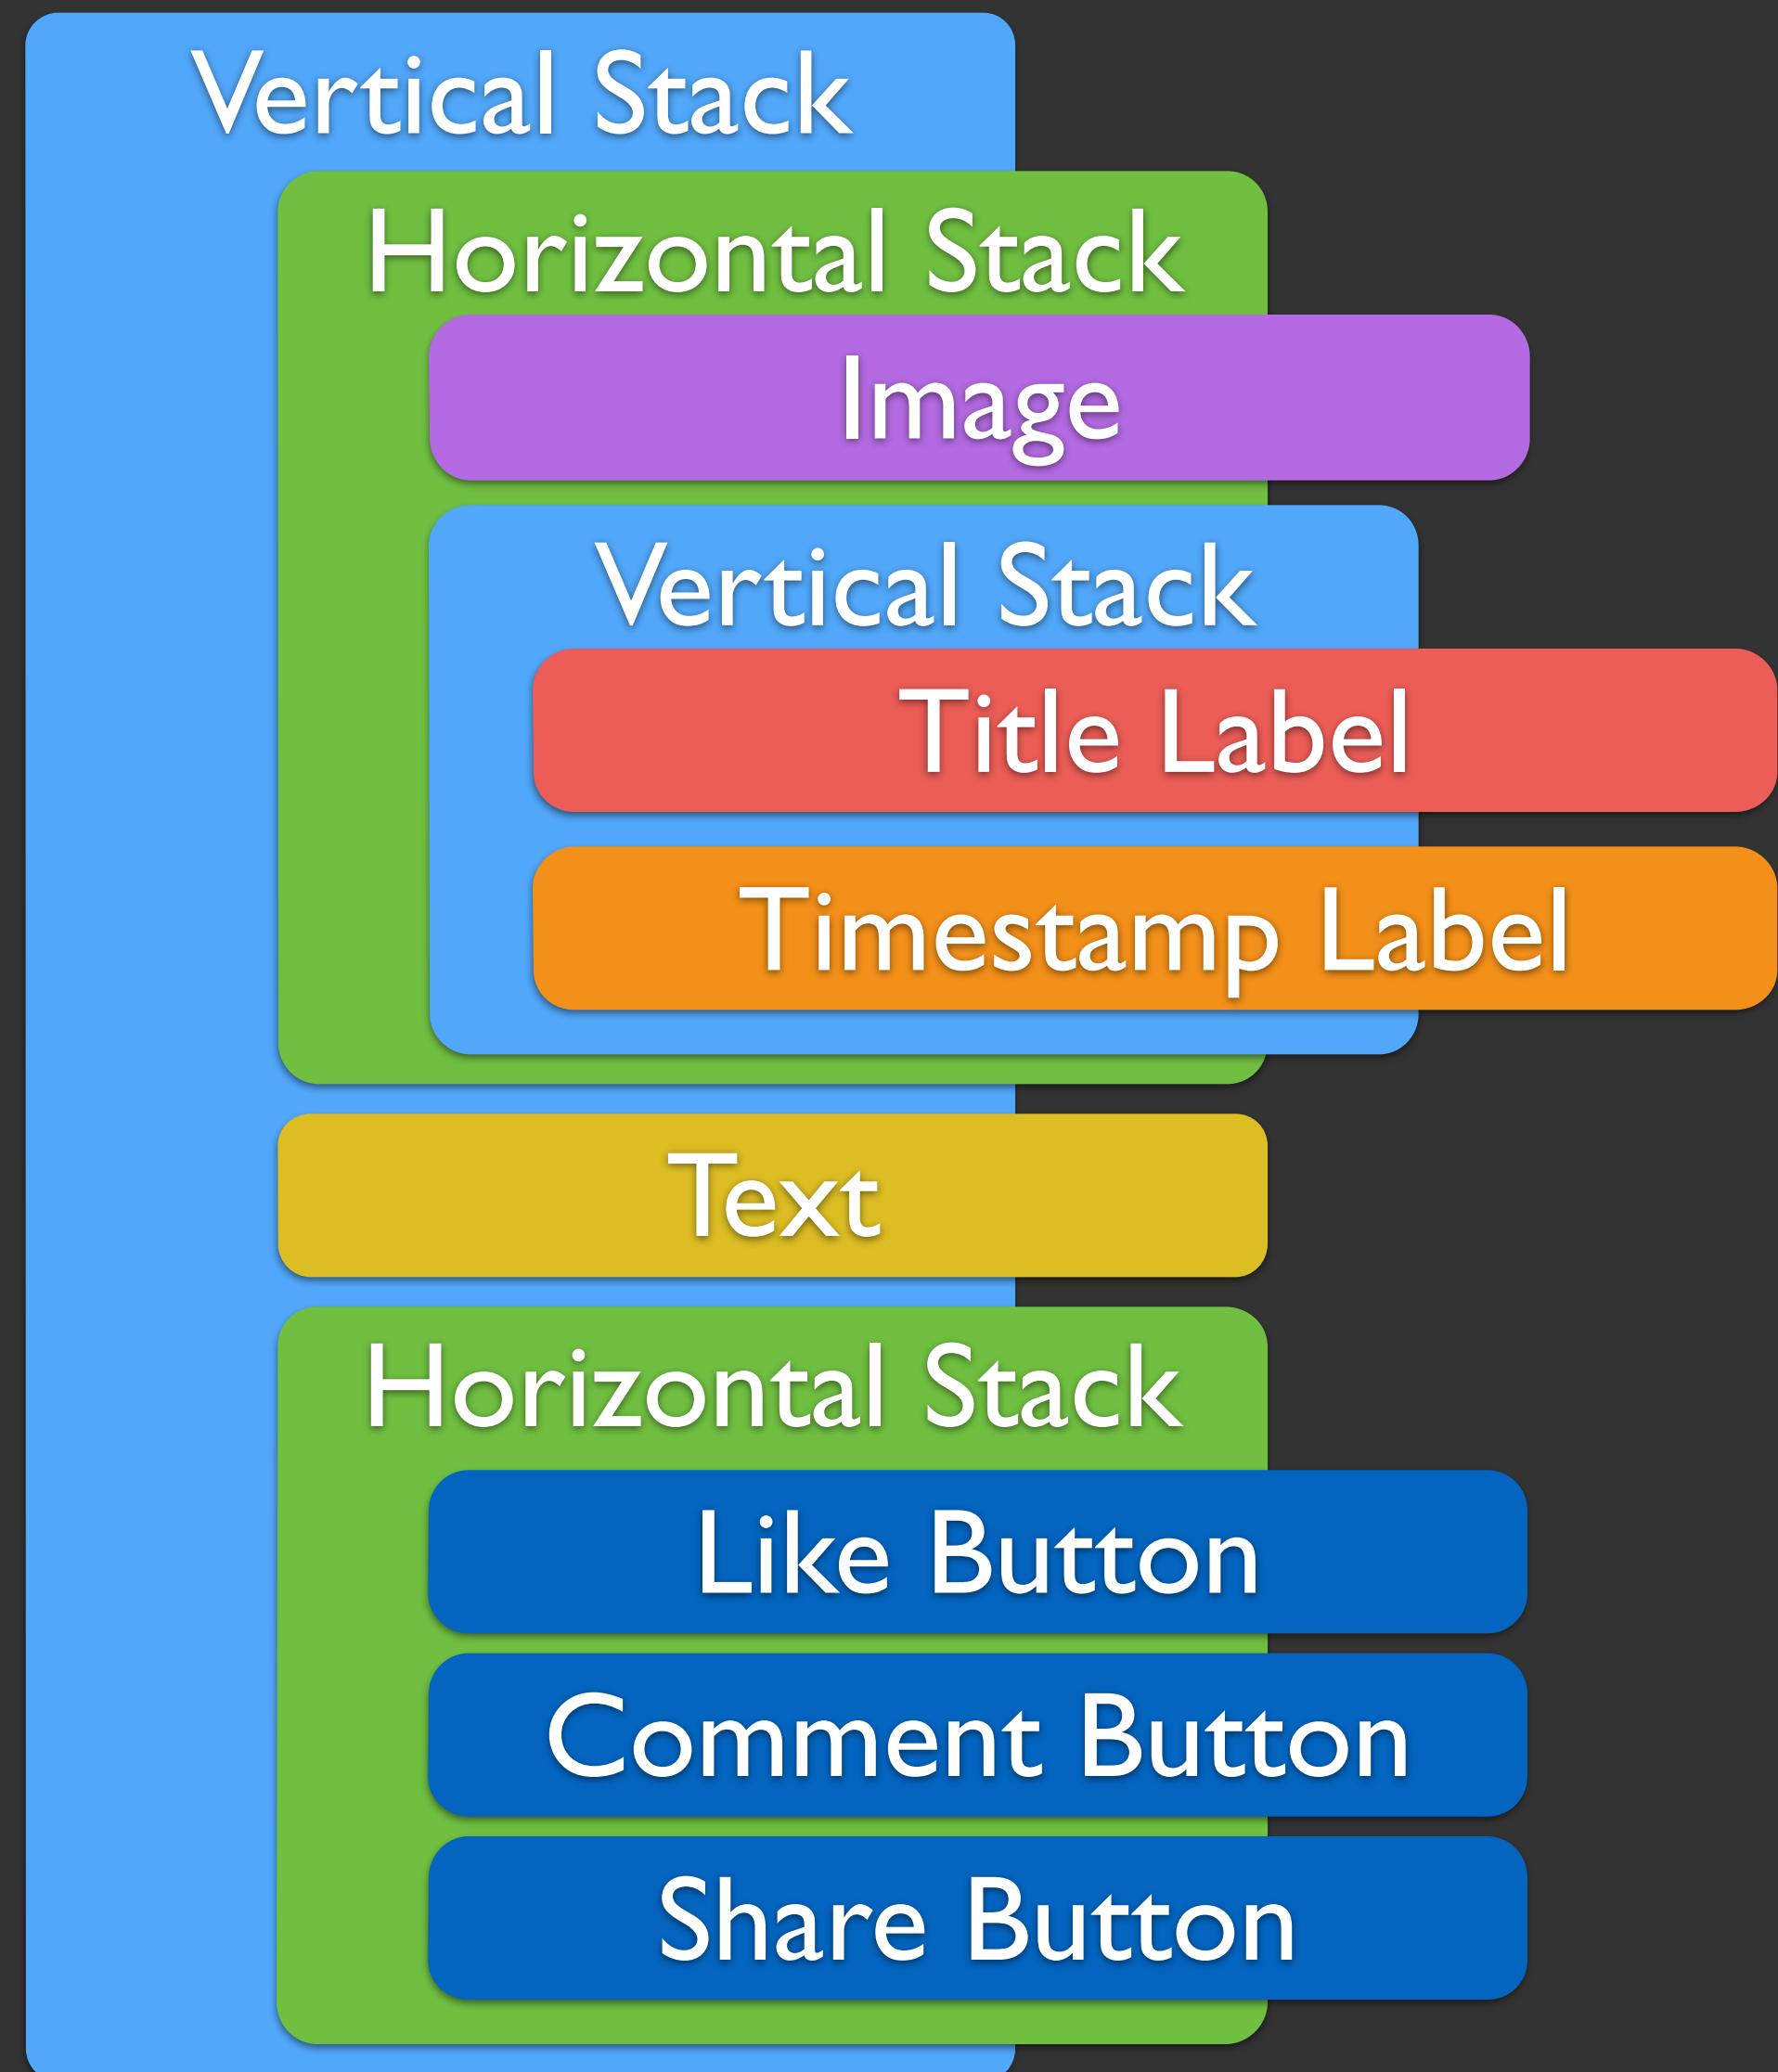 Vertical Stack
Horizontal Stack
Image
Vertical Stack
Title Label
Timestamp Label
Text
Horizontal Stack
Like Button
Comment Button
Share Button